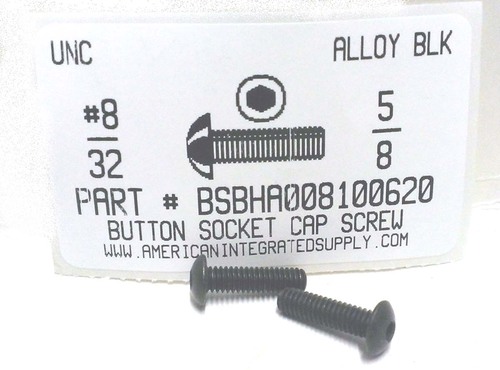 UNC ALLOY BLK
#8 5
32 8
PART # BSBHA008100620
BUTTON SOCKET CAP SCREW
WWW.AMERICANINTEGRATEDSUPPLY.COM